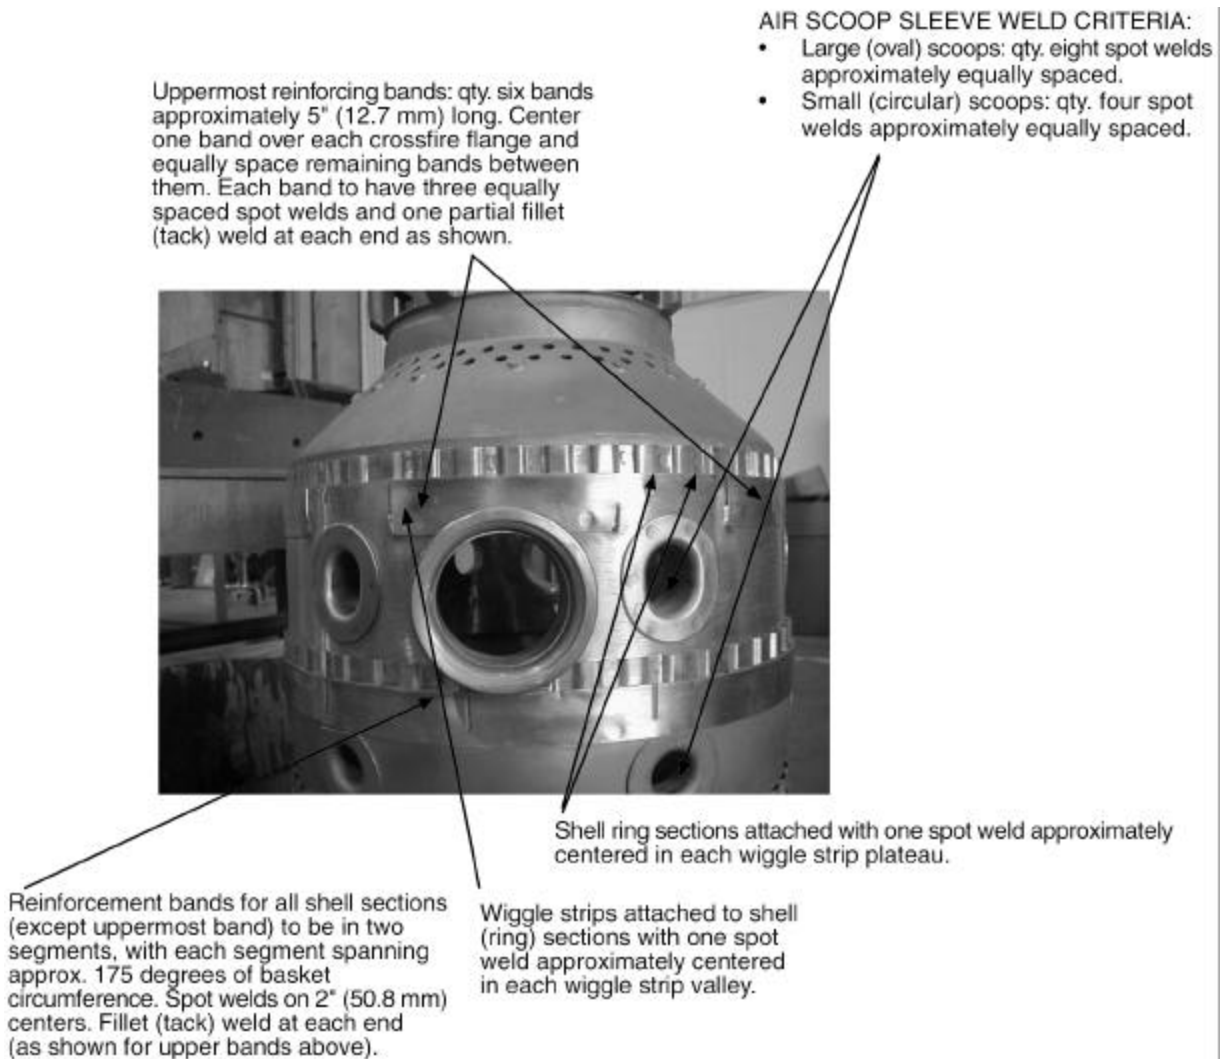 AIR SCOOP SLEEVE WELD CRITERIA:
• Large (oval) scoops: qty. eight spot welds
approximately equally spaced.
• Small (circular) scoops: qty. four spot
welds approximately equally spaced.
Uppermost reinforcing bands: qty. six bands
approximately 5" (12.7 mm) long. Center
one band over each crossfire flange and
equally space remaining bands between
them. Each band to have three equally
spaced spot welds and one partial fillet
(tack) weld at each end as shown.
Shell ring sections attached with one spot weld approximately
centered in each wiggle strip plateau.
Reinforcement bands for all shell sections
(except uppermost band) to be in two
segments, with each segment spanning
approx. 175 degrees of basket
circumference. Spot welds on 2" (50.8 mm)
centers. Fillet (tack) weld at each end
(as shown for upper bands above).
Wiggle strips attached to shell
(ring) sections with one spot
weld approximately centered
in each wiggle strip valley.